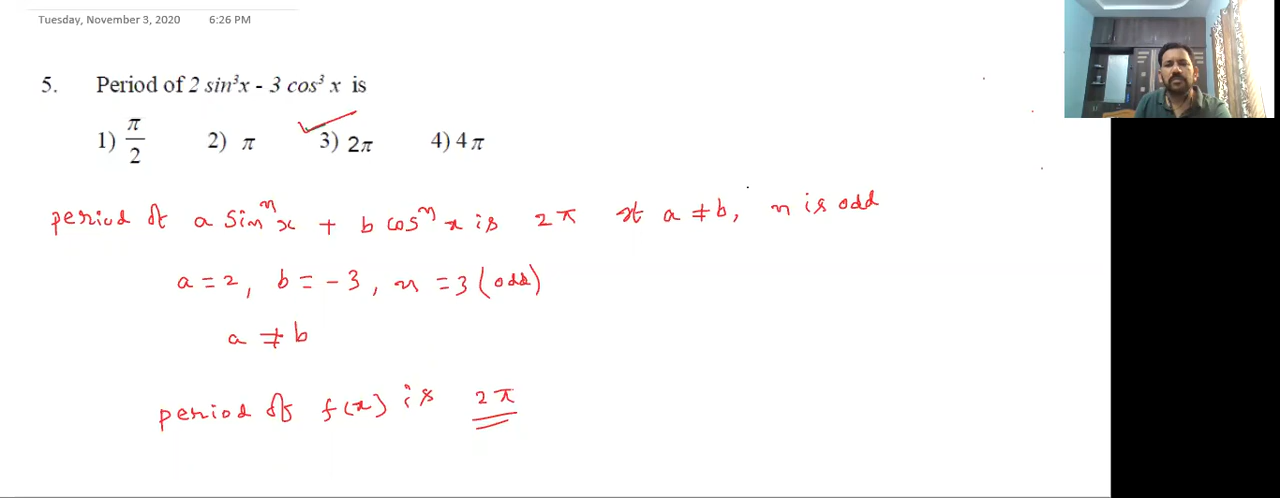 Tuesday, November 3, 2020 6:26 PM
5. Period of 2 sin³x - 3 cos³ x is
1) π/2 2) π 3) 2π 4) 4π
period of a sinⁿx + b cosⁿx is 2π if a ≠ b, n is odd
a = 2, b = -3, n = 3 (odd)
a ≠ b
period of f(x) is 2π